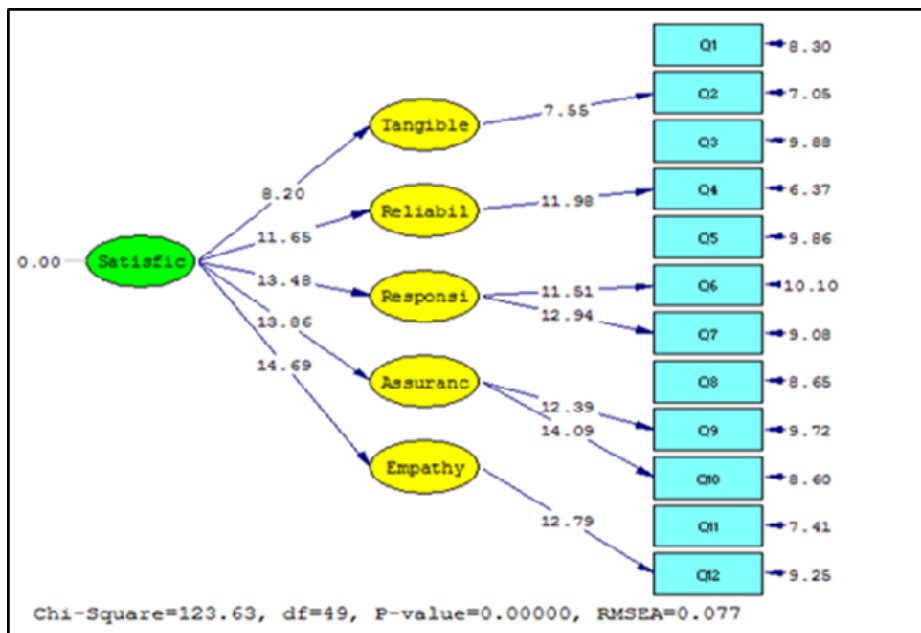 Q1
8.30
Q2
7.05
Tangible
7.55
Q3
9.88
8.20
Q4
6.37
Reliabil
11.98
11.65
Q5
9.86
0.00
Satisfic
13.48
Responsi
11.51
Q6
10.10
12.94
Q7
9.08
13.86
14.69
Assuranc
Q8
8.65
12.39
Q9
9.72
14.09
Empathy
Q10
8.60
12.79
Q11
7.41
Q12
9.25
Chi-Square=123.63, df=49, P-value=0.00000, RMSEA=0.077